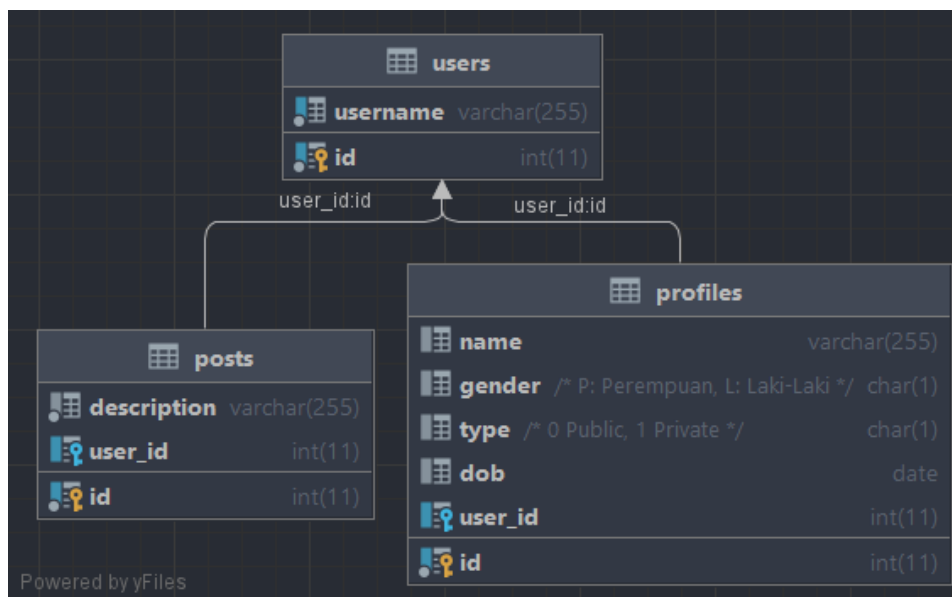 users
username varchar(255)
id int(11)
user_id:id
user_id:id
posts
description varchar(255)
user_id int(11)
id int(11)
profiles
name varchar(255)
gender /* P: Perempuan, L: Laki-Laki */ char(1)
type /* 0 Public, 1 Private */ char(1)
dob date
user_id int(11)
id int(11)
Powered by yFiles